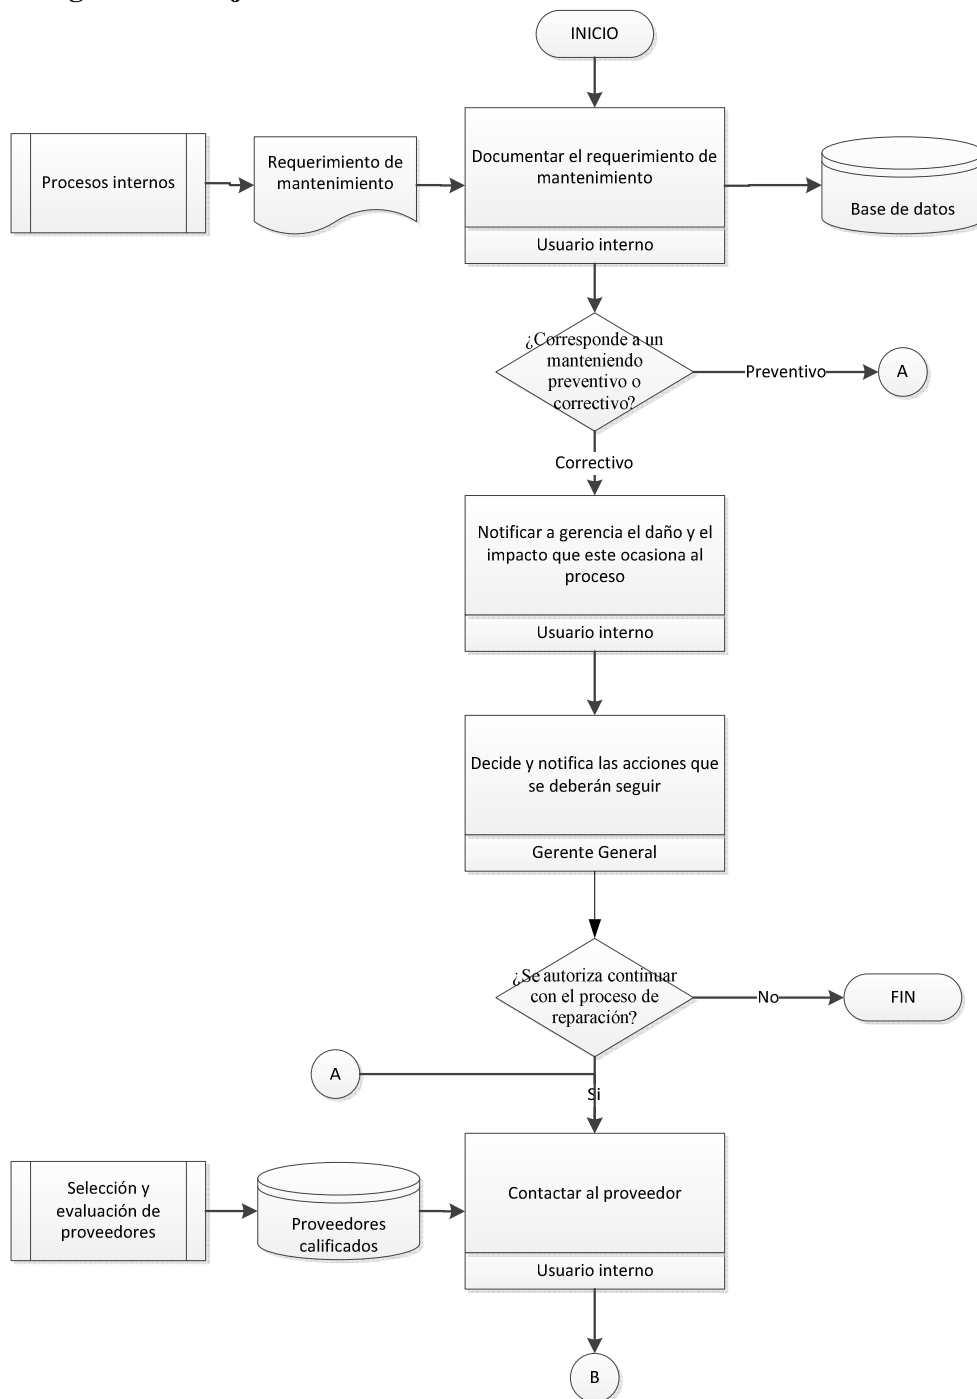 INICIO
Procesos internos
Requerimiento de
mantenimiento
Documentar el requerimiento de
mantenimiento
Usuario interno
Base de datos
¿Corresponde a un
manteniendo
preventivo o
correctivo?
Preventivo
A
Correctivo
Notificar a gerencia el daño y el
impacto que este ocasiona al
proceso
Usuario interno
Decide y notifica las acciones que
se deberán seguir
Gerente General
¿Se autoriza continuar
con el proceso de
reparación?
No
FIN
A
Si
Selección y
evaluación de
proveedores
Proveedores
calificados
Contactar al proveedor
Usuario interno
B